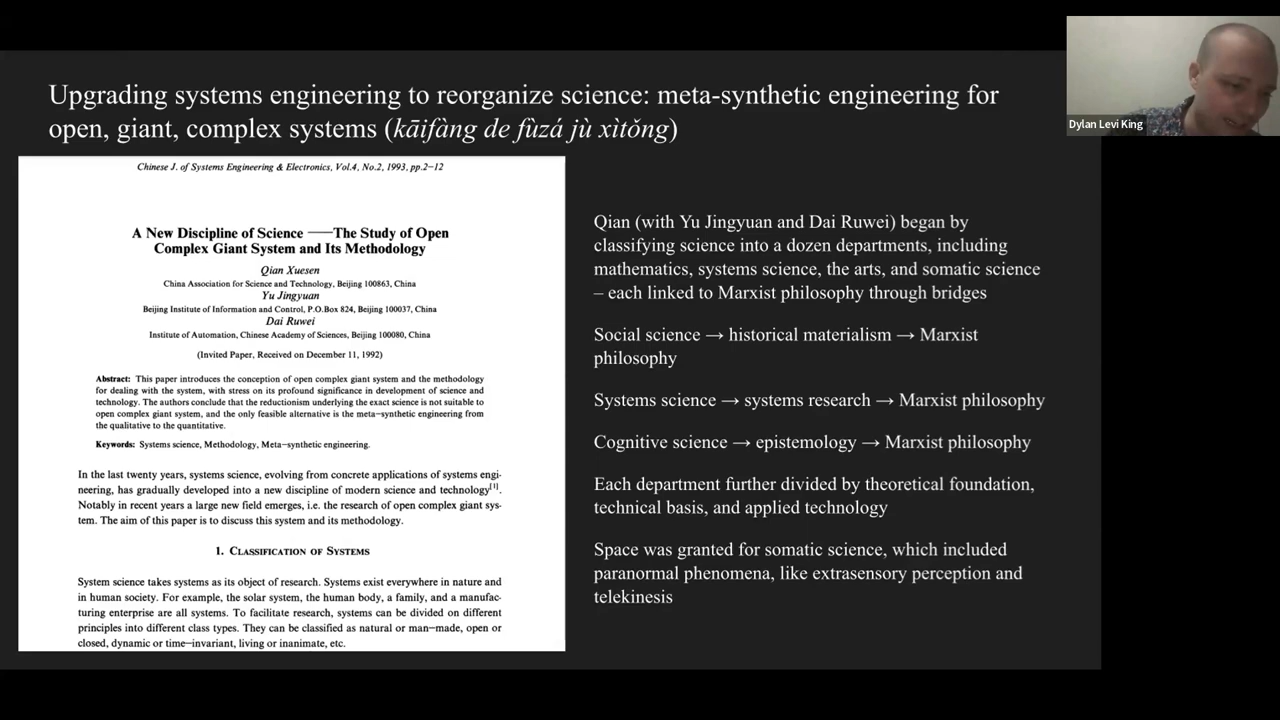 Upgrading systems engineering to reorganize science: meta-synthetic engineering for
open, giant, complex systems (kāifàng de fùzá jù xìtǒng)
Dylan Levi King
Chinese J. of Systems Engineering & Electronics, Vol.4, No.2, 1993, pp.2–12
A New Discipline of Science ——The Study of Open
Complex Giant System and Its Methodology
Qian Xuesen
China Association for Science and Technology, Beijing 100863, China
Yu Jingyuan
Beijing Institute of Information and Control, P.O.Box 824, Beijing 100037, China
Dai Ruwei
Institute of Automation, Chinese Academy of Sciences, Beijing 100080, China
(Invited Paper, Received on December 11, 1992)
Abstract: This paper introduces the conception of open complex giant system and the methodology
for dealing with the system, with stress on its profound significance in development of science and
technology. The authors conclude that the reductionism underlying the exact science is not suitable to
open complex giant system, and the only feasible alternative is the meta-synthetic engineering from
the qualitative to the quantitative.
Keywords: Systems science, Methodology, Meta-synthetic engineering.
In the last twenty years, systems science, evolving from concrete applications of systems engi-
neering, has gradually developed into a new discipline of modern science and technology[1].
Notably in recent years a large new field emerges, i.e. the research of open complex giant sys-
tem. The aim of this paper is to discuss this system and its methodology.
1. CLASSIFICATION OF SYSTEMS
System science takes systems as its object of research. Systems exist everywhere in nature and
in human society. For example, the solar system, the human body, a family, and a manufac-
turing enterprise are all systems. To facilitate research, systems can be divided on different
principles into different class types. They can be classified as natural or man-made, open or
closed, dynamic or time-invariant, living or inanimate, etc.
Qian (with Yu Jingyuan and Dai Ruwei) began by
classifying science into a dozen departments, including
mathematics, systems science, the arts, and somatic science
– each linked to Marxist philosophy through bridges
Social science → historical materialism → Marxist
philosophy
Systems science → systems research → Marxist philosophy
Cognitive science → epistemology → Marxist philosophy
Each department further divided by theoretical foundation,
technical basis, and applied technology
Space was granted for somatic science, which included
paranormal phenomena, like extrasensory perception and
telekinesis